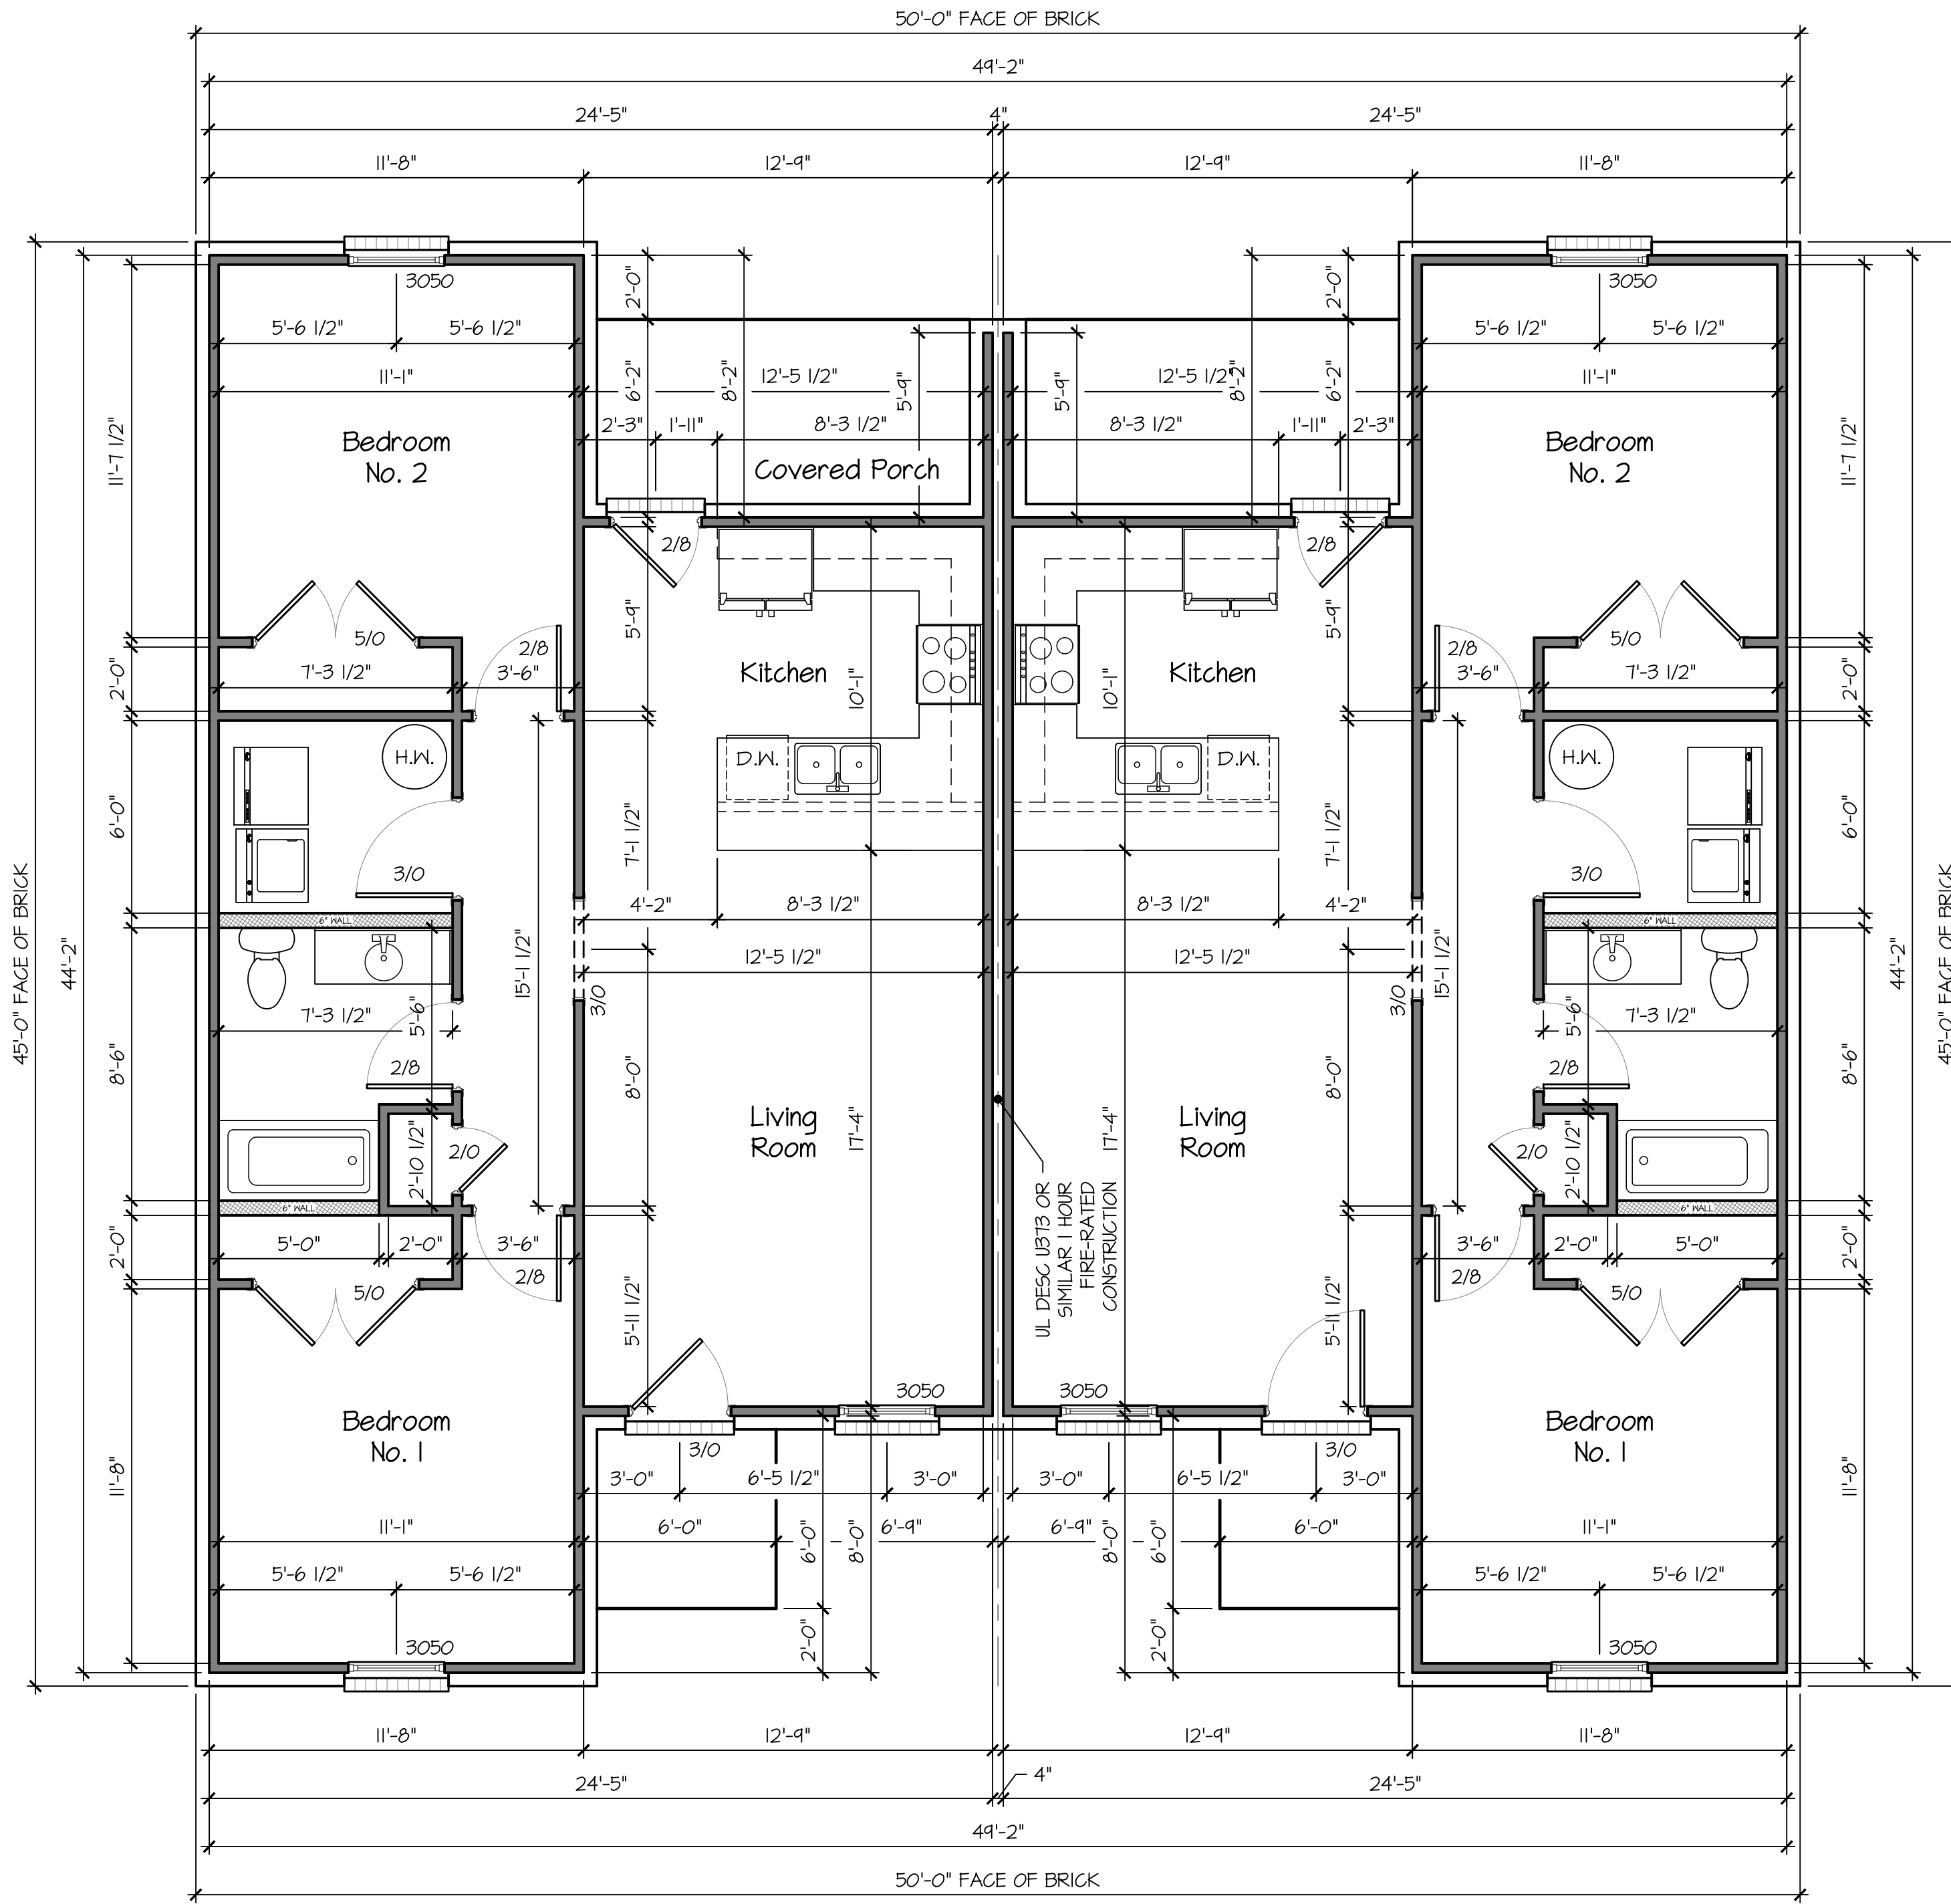 50'-0" FACE OF BRICK
49'-2"
24'-5" 4" 24'-5"
11'-8" 12'-9" 12'-9" 11'-8"
3050 2'-0" 2'-0" 3050
5'-6 1/2" 5'-6 1/2" 5'-6 1/2" 5'-6 1/2"
11'-1" 6'-2" 8'-2" 12'-5 1/2" 5'-9" 5'-9" 12'-5 1/2" 8'-2" 6'-2" 11'-1"
2'-3" 1'-11" 8'-3 1/2" 8'-3 1/2" 1'-11" 2'-3"
11'-7 1/2" 11'-7 1/2"
Bedroom
No. 2
Covered Porch
Bedroom
No. 2
2/8 2/8
5'-9" 5'-9"
5/0 2/8 2/8 5/0
2'-0" 7'-3 1/2" 3'-6" Kitchen 10'-1" 10'-1" Kitchen 3'-6" 7'-3 1/2" 2'-0"
H.W. D.W. D.W. H.W.
6'-0" 7'-1 1/2" 7'-1 1/2" 6'-0"
3/0 3/0
4'-2" 8'-3 1/2" 8'-3 1/2" 4'-2"
6" WALL 6" WALL
45'-0" FACE OF BRICK 44'-2" 15'-1 1/2" 12'-5 1/2" 12'-5 1/2" 15'-1 1/2" 44'-2" 45'-0" FACE OF BRICK
3/0 3/0
7'-3 1/2" 5'-6" 5'-6" 7'-3 1/2"
8'-6" 2/8 8'-0" 8'-0" 2/8 8'-6"
Living
Room
17'-4" 17'-4"
Living
Room
2'-10 1/2" 2/0 2/0 2'-10 1/2"
6" WALL 6" WALL
UL DESC U373 OR
SIMILAR 1 HOUR
FIRE-RATED
CONSTRUCTION
2'-0" 5'-0" 2'-0" 3'-6" 3'-6" 2'-0" 5'-0" 2'-0"
5/0 2/8 5'-11 1/2" 5'-11 1/2" 2/8 5/0
3050 3050
Bedroom
No. 1
Bedroom
No. 1
3/0 3/0
11'-8" 3'-0" 6'-5 1/2" 3'-0" 3'-0" 6'-5 1/2" 3'-0" 11'-8"
11'-1" 6'-0" 6'-0" 8'-0" 6'-9" 6'-9" 8'-0" 6'-0" 6'-0" 11'-1"
5'-6 1/2" 5'-6 1/2" 5'-6 1/2" 5'-6 1/2"
3050 2'-0" 2'-0" 3050
11'-8" 12'-9" 12'-9" 11'-8"
24'-5" 4" 24'-5"
49'-2"
50'-0" FACE OF BRICK